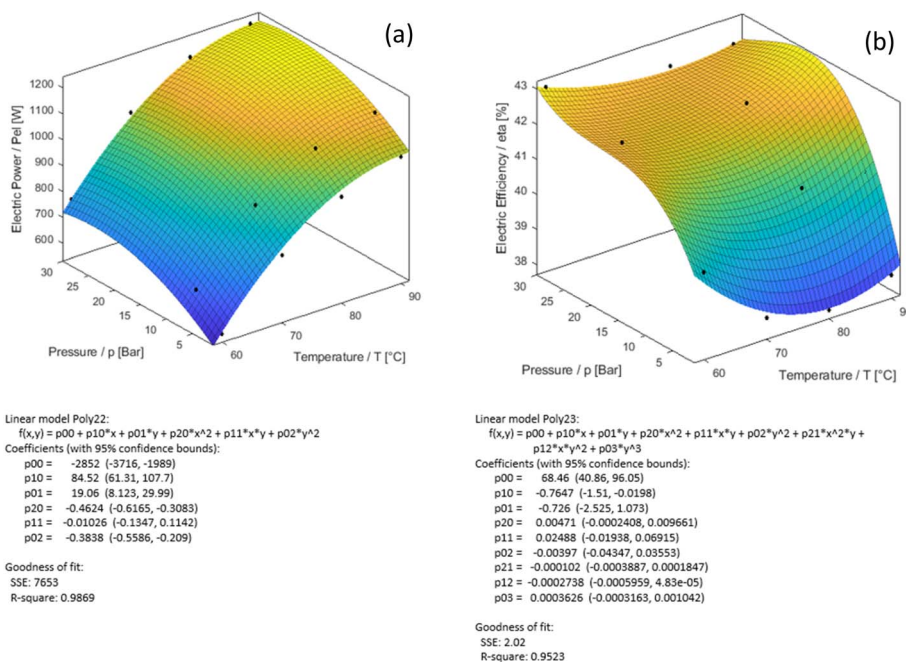 (a)
Electric Power / Pel [W]
1200
1100
1000
900
800
700
600
30
25
20
15
10
5
Pressure / p [Bar]
60
70
80
90
Temperature / T [°C]
(b)
Electric Efficiency / eta [%]
43
42
41
40
39
38
30
25
20
15
10
5
Pressure / p [Bar]
60
70
80
9
Temperature / T [°C]
Linear model Poly22:
f(x,y) = p00 + p10*x + p01*y + p20*x^2 + p11*x*y + p02*y^2
Coefficients (with 95% confidence bounds):
p00 = -2852 (-3716, -1989)
p10 = 84.52 (61.31, 107.7)
p01 = 19.06 (8.123, 29.99)
p20 = -0.4624 (-0.6165, -0.3083)
p11 = -0.01026 (-0.1347, 0.1142)
p02 = -0.3838 (-0.5586, -0.209)
Goodness of fit:
SSE: 7653
R-square: 0.9869
Linear model Poly23:
f(x,y) = p00 + p10*x + p01*y + p20*x^2 + p11*x*y + p02*y^2 + p21*x^2*y +
p12*x*y^2 + p03*y^3
Coefficients (with 95% confidence bounds):
p00 = 68.46 (40.86, 96.05)
p10 = -0.7647 (-1.51, -0.0198)
p01 = -0.726 (-2.525, 1.073)
p20 = 0.00471 (-0.0002408, 0.009661)
p11 = 0.02488 (-0.01938, 0.06915)
p02 = -0.00397 (-0.04347, 0.03553)
p21 = -0.000102 (-0.0003887, 0.0001847)
p12 = -0.0002738 (-0.0005959, 4.83e-05)
p03 = 0.0003626 (-0.0003163, 0.001042)
Goodness of fit:
SSE: 2.02
R-square: 0.9523